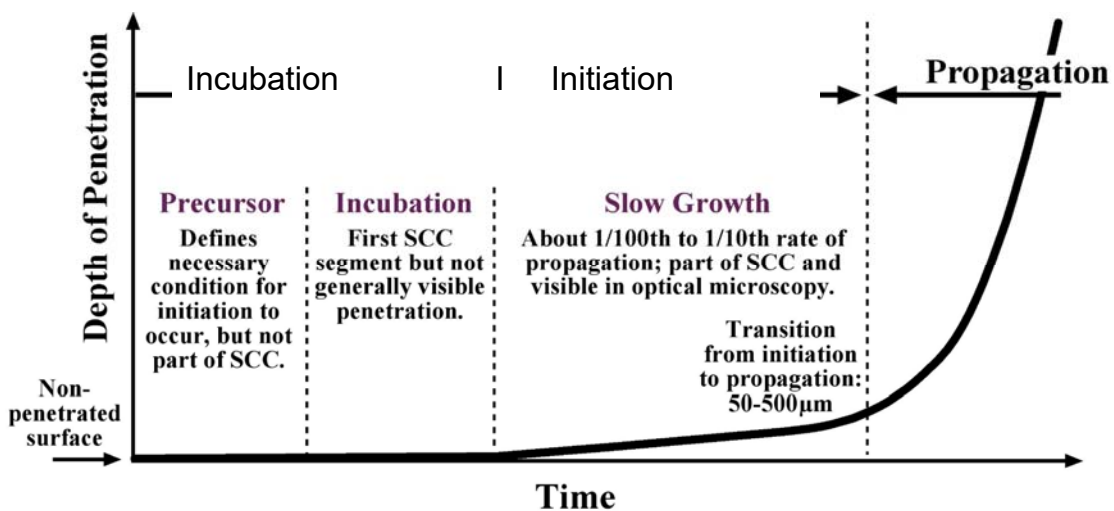 Incubation I Initiation
Propagation
Depth of Penetration
Precursor
Defines
necessary
condition for
initiation to
occur, but not
part of SCC.
Incubation
First SCC
segment but not
generally visible
penetration.
Slow Growth
About 1/100th to 1/10th rate of
propagation; part of SCC and
visible in optical microscopy.
Transition
from initiation
to propagation:
50-500μm
Non-
penetrated
surface
Time